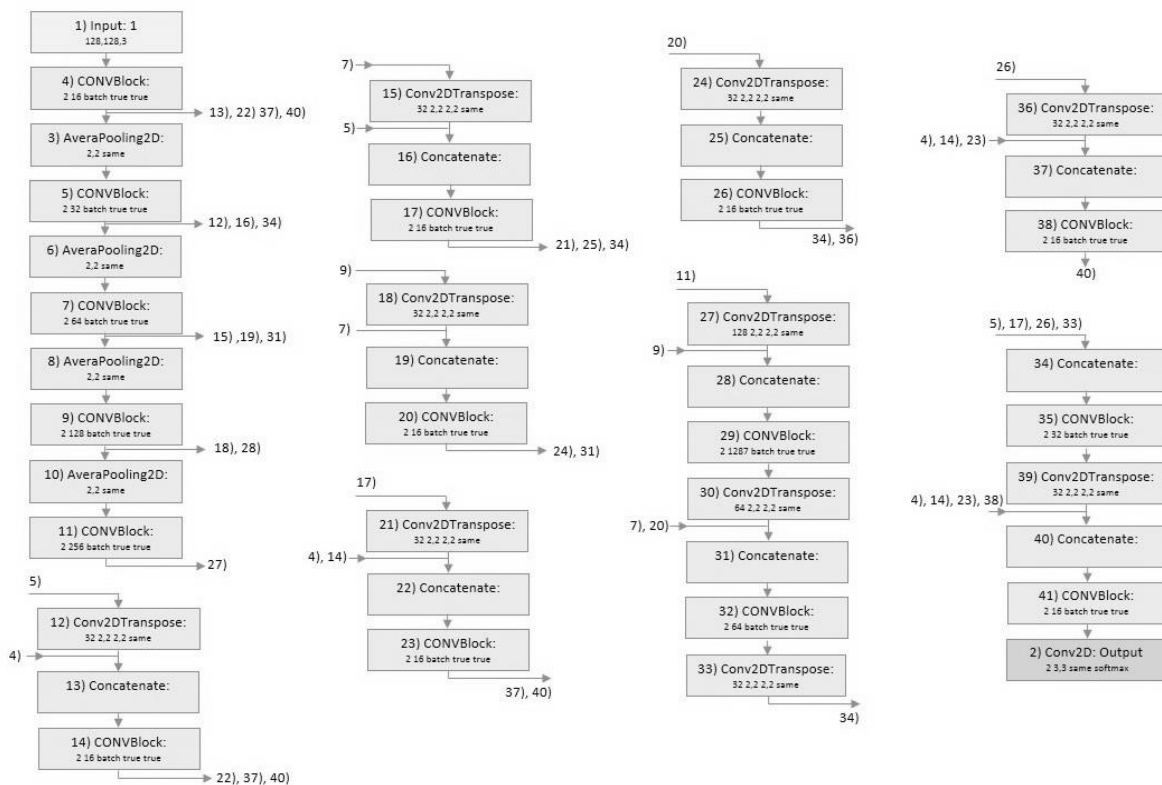 1) Input: 1
128,128,3
4) CONVBlock:
2 16 batch true true
13), 22) 37), 40)
3) AveraPooling2D:
2,2 same
5) CONVBlock:
2 32 batch true true
12), 16), 34)
6) AveraPooling2D:
2,2 same
7) CONVBlock:
2 64 batch true true
15) ,19), 31)
8) AveraPooling2D:
2,2 same
9) CONVBlock:
2 128 batch true true
18), 28)
10) AveraPooling2D:
2,2 same
11) CONVBlock:
2 256 batch true true
27)
5)
12) Conv2DTranspose:
32 2,2 2,2 same
4)
13) Concatenate:
14) CONVBlock:
2 16 batch true true
22), 37), 40)
7)
15) Conv2DTranspose:
32 2,2 2,2 same
5)
16) Concatenate:
17) CONVBlock:
2 16 batch true true
21), 25), 34)
9)
18) Conv2DTranspose:
32 2,2 2,2 same
7)
19) Concatenate:
20) CONVBlock:
2 16 batch true true
24), 31)
17)
21) Conv2DTranspose:
32 2,2 2,2 same
4), 14)
22) Concatenate:
23) CONVBlock:
2 16 batch true true
37), 40)
20)
24) Conv2DTranspose:
32 2,2 2,2 same
25) Concatenate:
26) CONVBlock:
2 16 batch true true
34), 36)
11)
27) Conv2DTranspose:
128 2,2 2,2 same
9)
28) Concatenate:
29) CONVBlock:
2 1287 batch true true
30) Conv2DTranspose:
64 2,2 2,2 same
7), 20)
31) Concatenate:
32) CONVBlock:
2 64 batch true true
33) Conv2DTranspose:
32 2,2 2,2 same
34)
26)
36) Conv2DTranspose:
32 2,2 2,2 same
4), 14), 23)
37) Concatenate:
38) CONVBlock:
2 16 batch true true
40)
5), 17), 26), 33)
34) Concatenate:
35) CONVBlock:
2 32 batch true true
39) Conv2DTranspose:
32 2,2 2,2 same
4), 14), 23), 38)
40) Concatenate:
41) CONVBlock:
2 16 batch true true
2) Conv2D: Output
2 3,3 same softmax